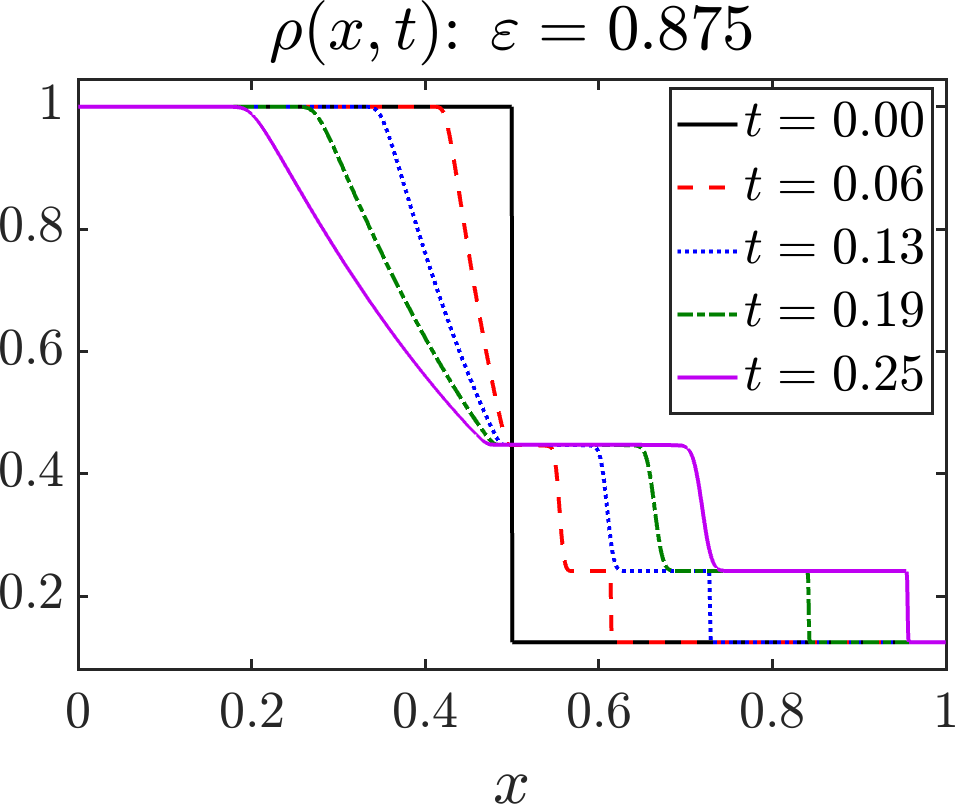 ρ(x, t): ε = 0.875
1
0.8
0.6
0.4
0.2
t = 0.00
t = 0.06
t = 0.13
t = 0.19
t = 0.25
0 0.2 0.4 0.6 0.8 1
x